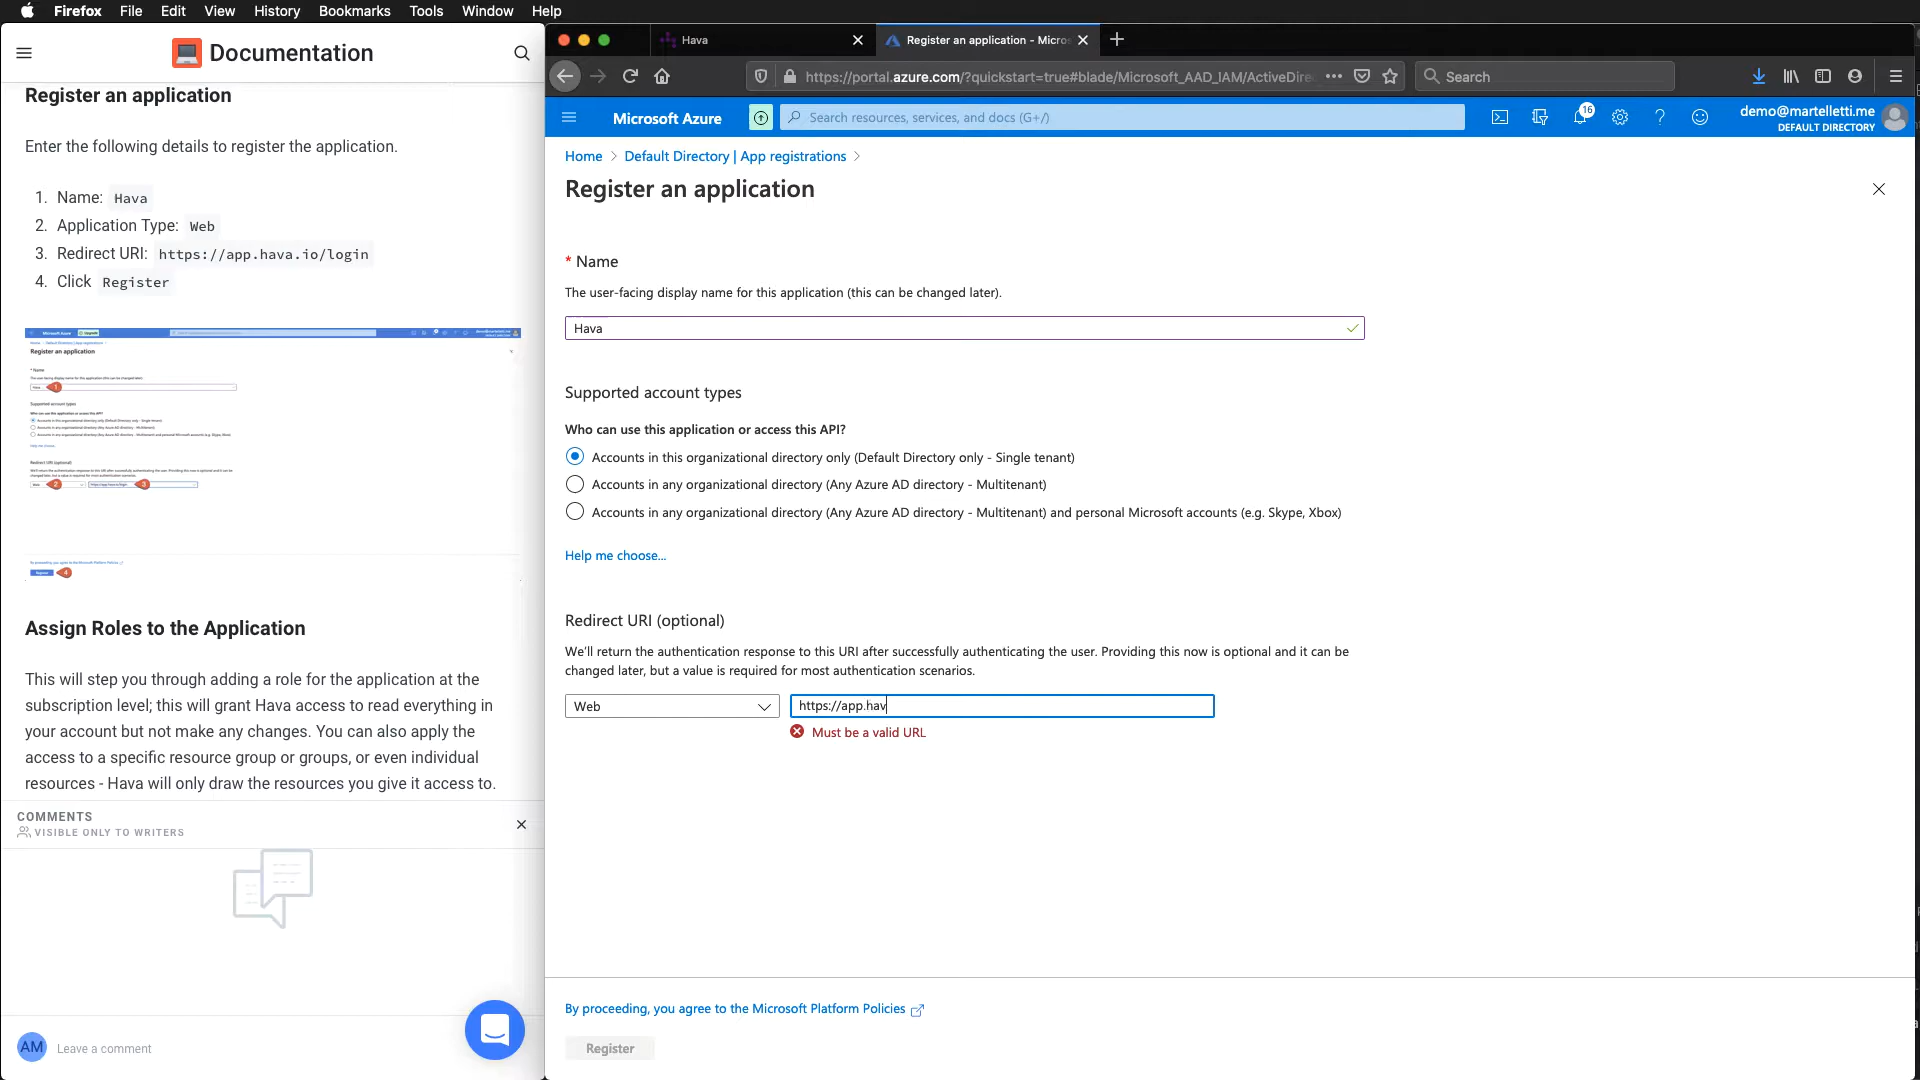 Firefox File Edit View History Bookmarks Tools Window Help
Documentation
Register an application
Enter the following details to register the application.
1. Name: Hava
2. Application Type: Web
3. Redirect URI: https://app.hava.io/login
4. Click Register
Microsoft Azure
Register an application
Assign Roles to the Application
This will step you through adding a role for the application at the
subscription level; this will grant Hava access to read everything in
your account but not make any changes. You can also apply the
access to a specific resource group or groups, or even individual
resources - Hava will only draw the resources you give it access to.
COMMENTS
VISIBLE ONLY TO WRITERS
AM Leave a comment
Hava
Register an application - Micros
https://portal.azure.com/?quickstart=true#blade/Microsoft_AAD_IAM/ActiveDire
Search
Microsoft Azure
Search resources, services, and docs (G+/)
16
demo@martelletti.me
DEFAULT DIRECTORY
Home > Default Directory | App registrations >
Register an application
* Name
The user-facing display name for this application (this can be changed later).
Hava
Supported account types
Who can use this application or access this API?
Accounts in this organizational directory only (Default Directory only - Single tenant)
Accounts in any organizational directory (Any Azure AD directory - Multitenant)
Accounts in any organizational directory (Any Azure AD directory - Multitenant) and personal Microsoft accounts (e.g. Skype, Xbox)
Help me choose...
Redirect URI (optional)
We'll return the authentication response to this URI after successfully authenticating the user. Providing this now is optional and it can be
changed later, but a value is required for most authentication scenarios.
Web
https://app.hav
Must be a valid URL
By proceeding, you agree to the Microsoft Platform Policies
Register